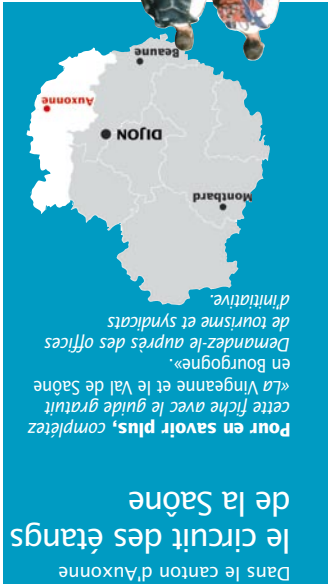 Dans le canton d'Auxonne
le circuit des étangs
de la Saône
Pour en savoir plus, complétez
cette fiche avec le guide gratuit
«La Vingeanne et le Val de Saône
en Bourgogne».
Demandez-le auprès des offices
de tourisme et syndicats
d'initiative.
Montbard
DIJON
Auxonne
Beaune